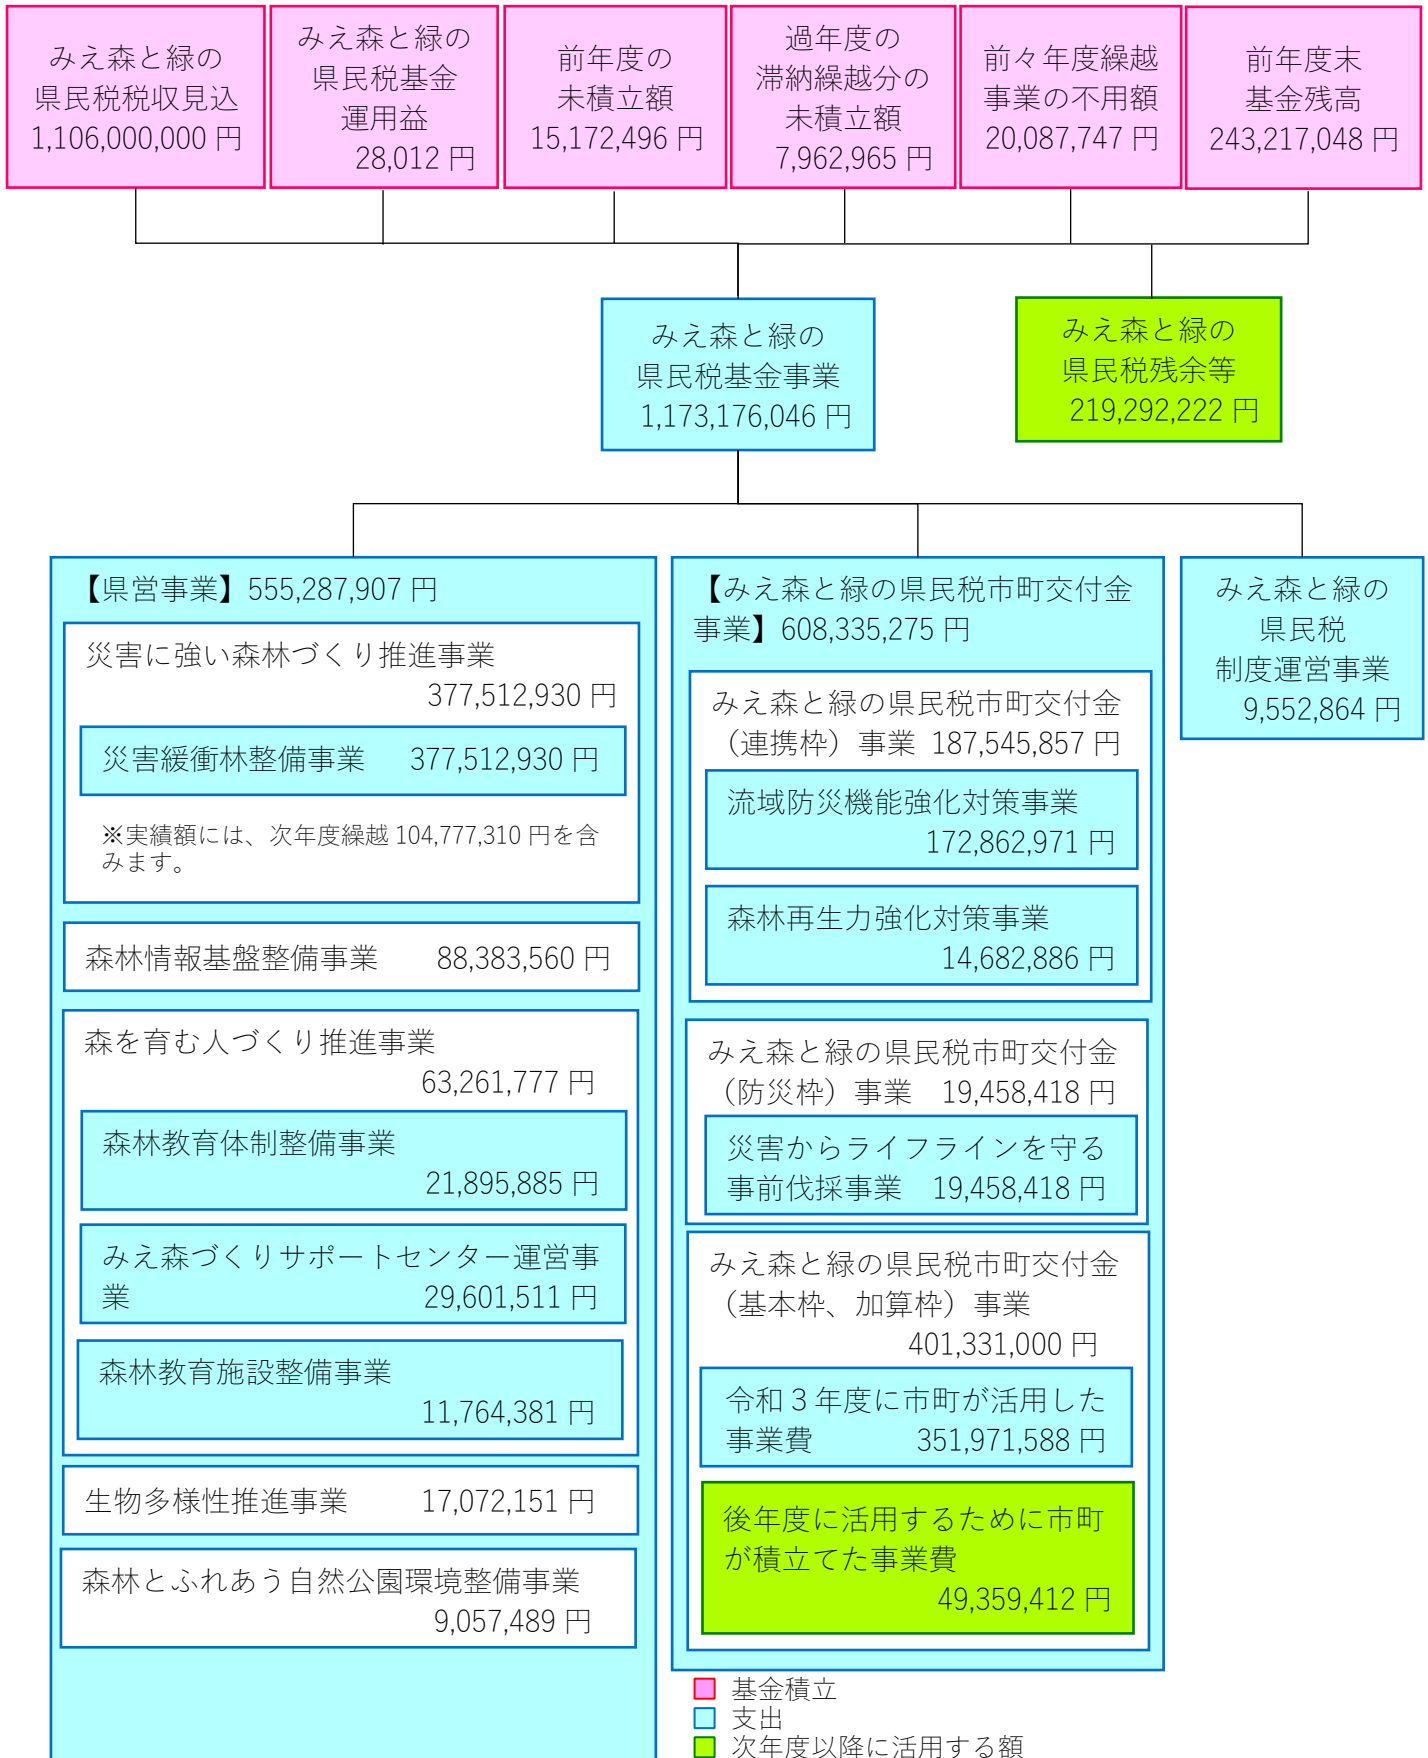 みえ森と緑の
県民税税収見込
1,106,000,000 円
みえ森と緑の
県民税基金
運用益
28,012 円
前年度の
未積立額
15,172,496 円
過年度の
滞納繰越分の
未積立額
7,962,965 円
前々年度繰越
事業の不用額
20,087,747 円
前年度末
基金残高
243,217,048 円
みえ森と緑の
県民税基金事業
1,173,176,046 円
みえ森と緑の
県民税残余等
219,292,222 円
【県営事業】555,287,907 円
災害に強い森林づくり推進事業
377,512,930 円
災害緩衝林整備事業 377,512,930 円
※実績額には、次年度繰越 104,777,310 円を含
みます。
森林情報基盤整備事業 88,383,560 円
森を育む人づくり推進事業
63,261,777 円
森林教育体制整備事業
21,895,885 円
みえ森づくりサポートセンター運営事
業 29,601,511 円
森林教育施設整備事業
11,764,381 円
生物多様性推進事業 17,072,151 円
森林とふれあう自然公園環境整備事業
9,057,489 円
【みえ森と緑の県民税市町交付金
事業】608,335,275 円
みえ森と緑の県民税市町交付金
（連携枠）事業 187,545,857 円
流域防災機能強化対策事業
172,862,971 円
森林再生力強化対策事業
14,682,886 円
みえ森と緑の県民税市町交付金
（防災枠）事業 19,458,418 円
災害からライフラインを守る
事前伐採事業 19,458,418 円
みえ森と緑の県民税市町交付金
（基本枠、加算枠）事業
401,331,000 円
令和３年度に市町が活用した
事業費 351,971,588 円
後年度に活用するために市町
が積立てた事業費
49,359,412 円
みえ森と緑の
県民税
制度運営事業
9,552,864 円
基金積立
支出
次年度以降に活用する額